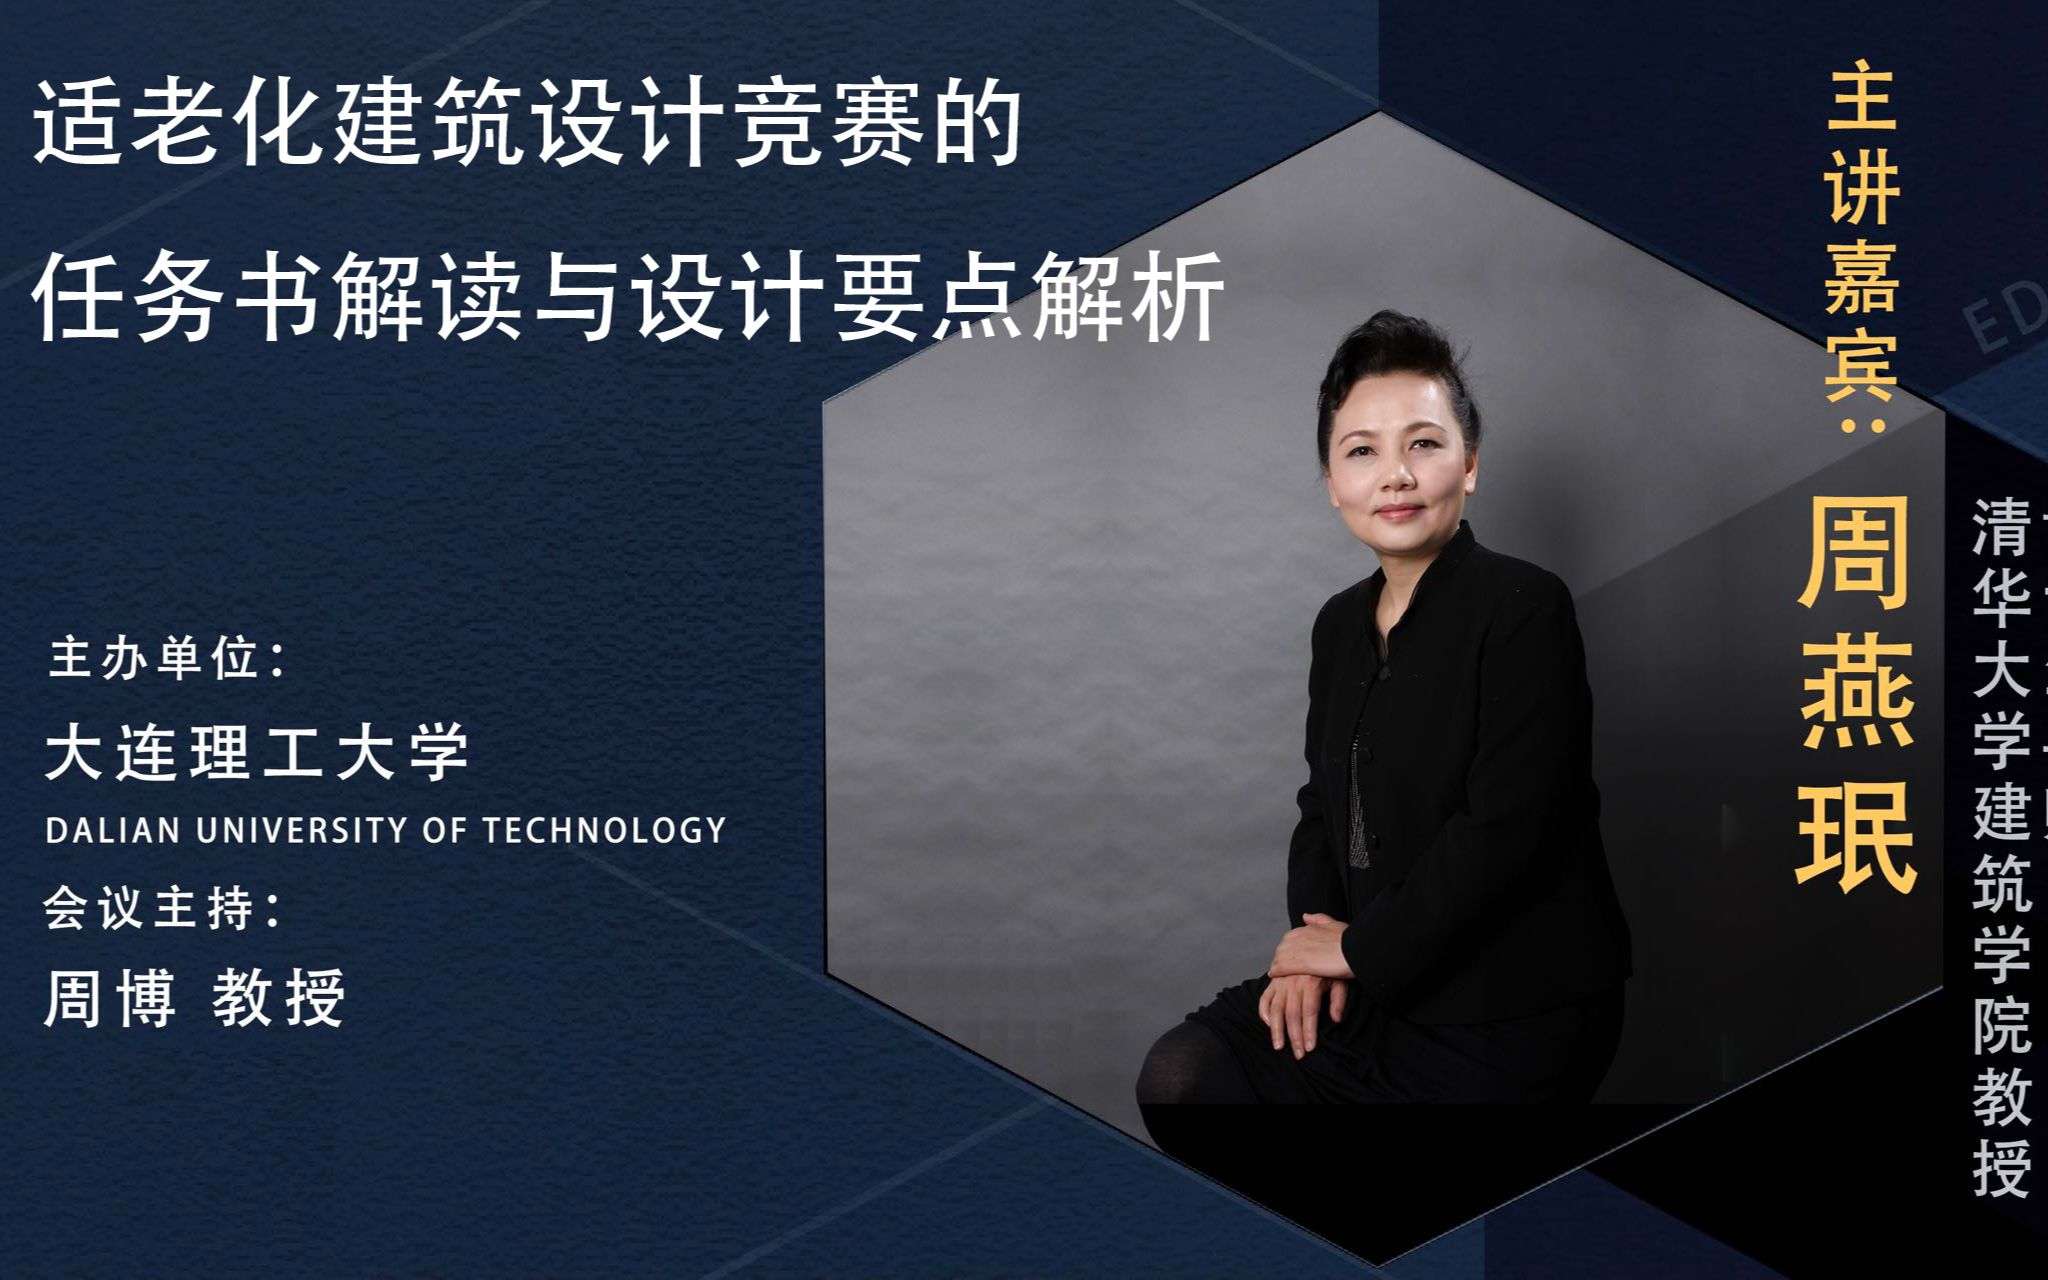 适老化建筑设计竞赛的
任务书解读与设计要点解析
主办单位：
大连理工大学
DALIAN UNIVERSITY OF TECHNOLOGY
会议主持：
周博 教授
主讲嘉宾：
周燕珉
清华大学建筑学院教授
ED